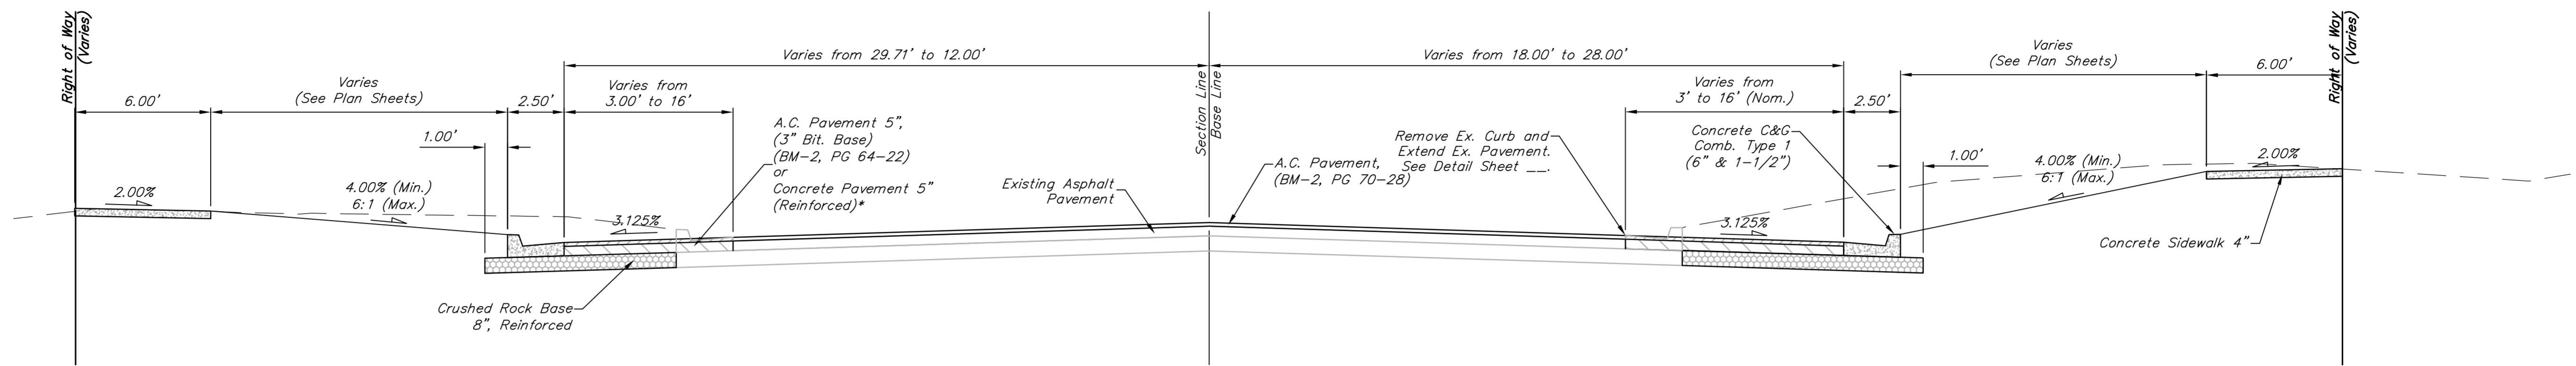 Right of Way
(Varies)
6.00'
Varies
(See Plan Sheets)
2.50'
1.00'
Varies from 29.71' to 12.00'
Varies from
3.00' to 16'
A.C. Pavement 5",
(3" Bit. Base)
(BM-2, PG 64-22)
or
Concrete Pavement 5"
(Reinforced)*
2.00%
4.00% (Min.)
6:1 (Max.)
3.125%
Crushed Rock Base
8", Reinforced
Existing Asphalt
Pavement
Section Line
Base Line
Varies from 18.00' to 28.00'
A.C. Pavement,
(BM-2, PG 70-28)
Remove Ex. Curb and
Extend Ex. Pavement.
See Detail Sheet __.
Varies from
3' to 16' (Nom.)
2.50'
Concrete C&G
Comb. Type 1
(6" & 1-1/2")
3.125%
1.00'
Varies
(See Plan Sheets)
6.00'
4.00% (Min.)
6:1 (Max.)
2.00%
Concrete Sidewalk 4"
Right of Way
(Varies)